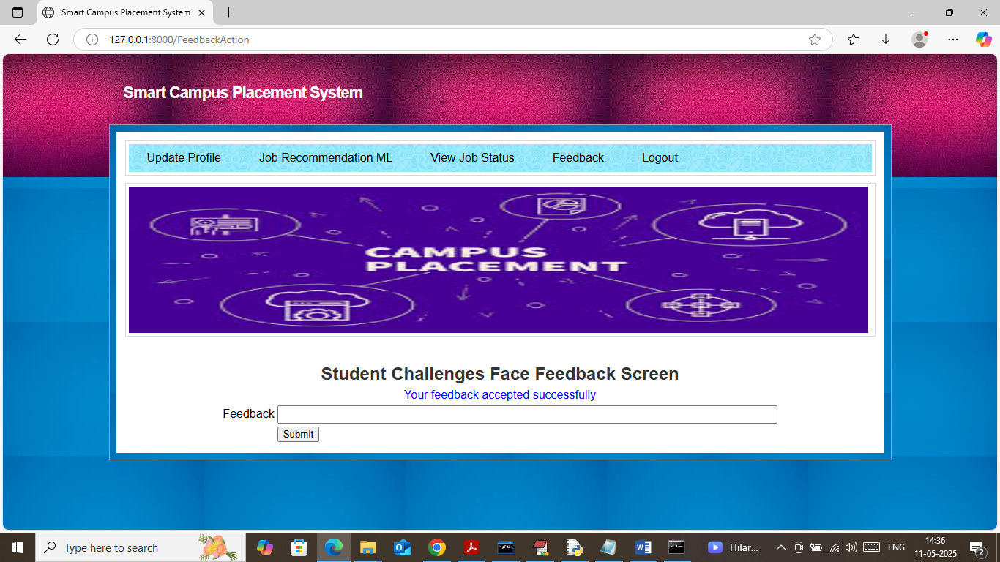 Smart Campus Placement System
127.0.0.1:8000/FeedbackAction
Smart Campus Placement System
Update Profile Job Recommendation ML View Job Status Feedback Logout
CAMPUS
PLACEMENT
Student Challenges Face Feedback Screen
Your feedback accepted successfully
Feedback
Submit
Type here to search
Hilar...
ENG
14:36
11-05-2025
2